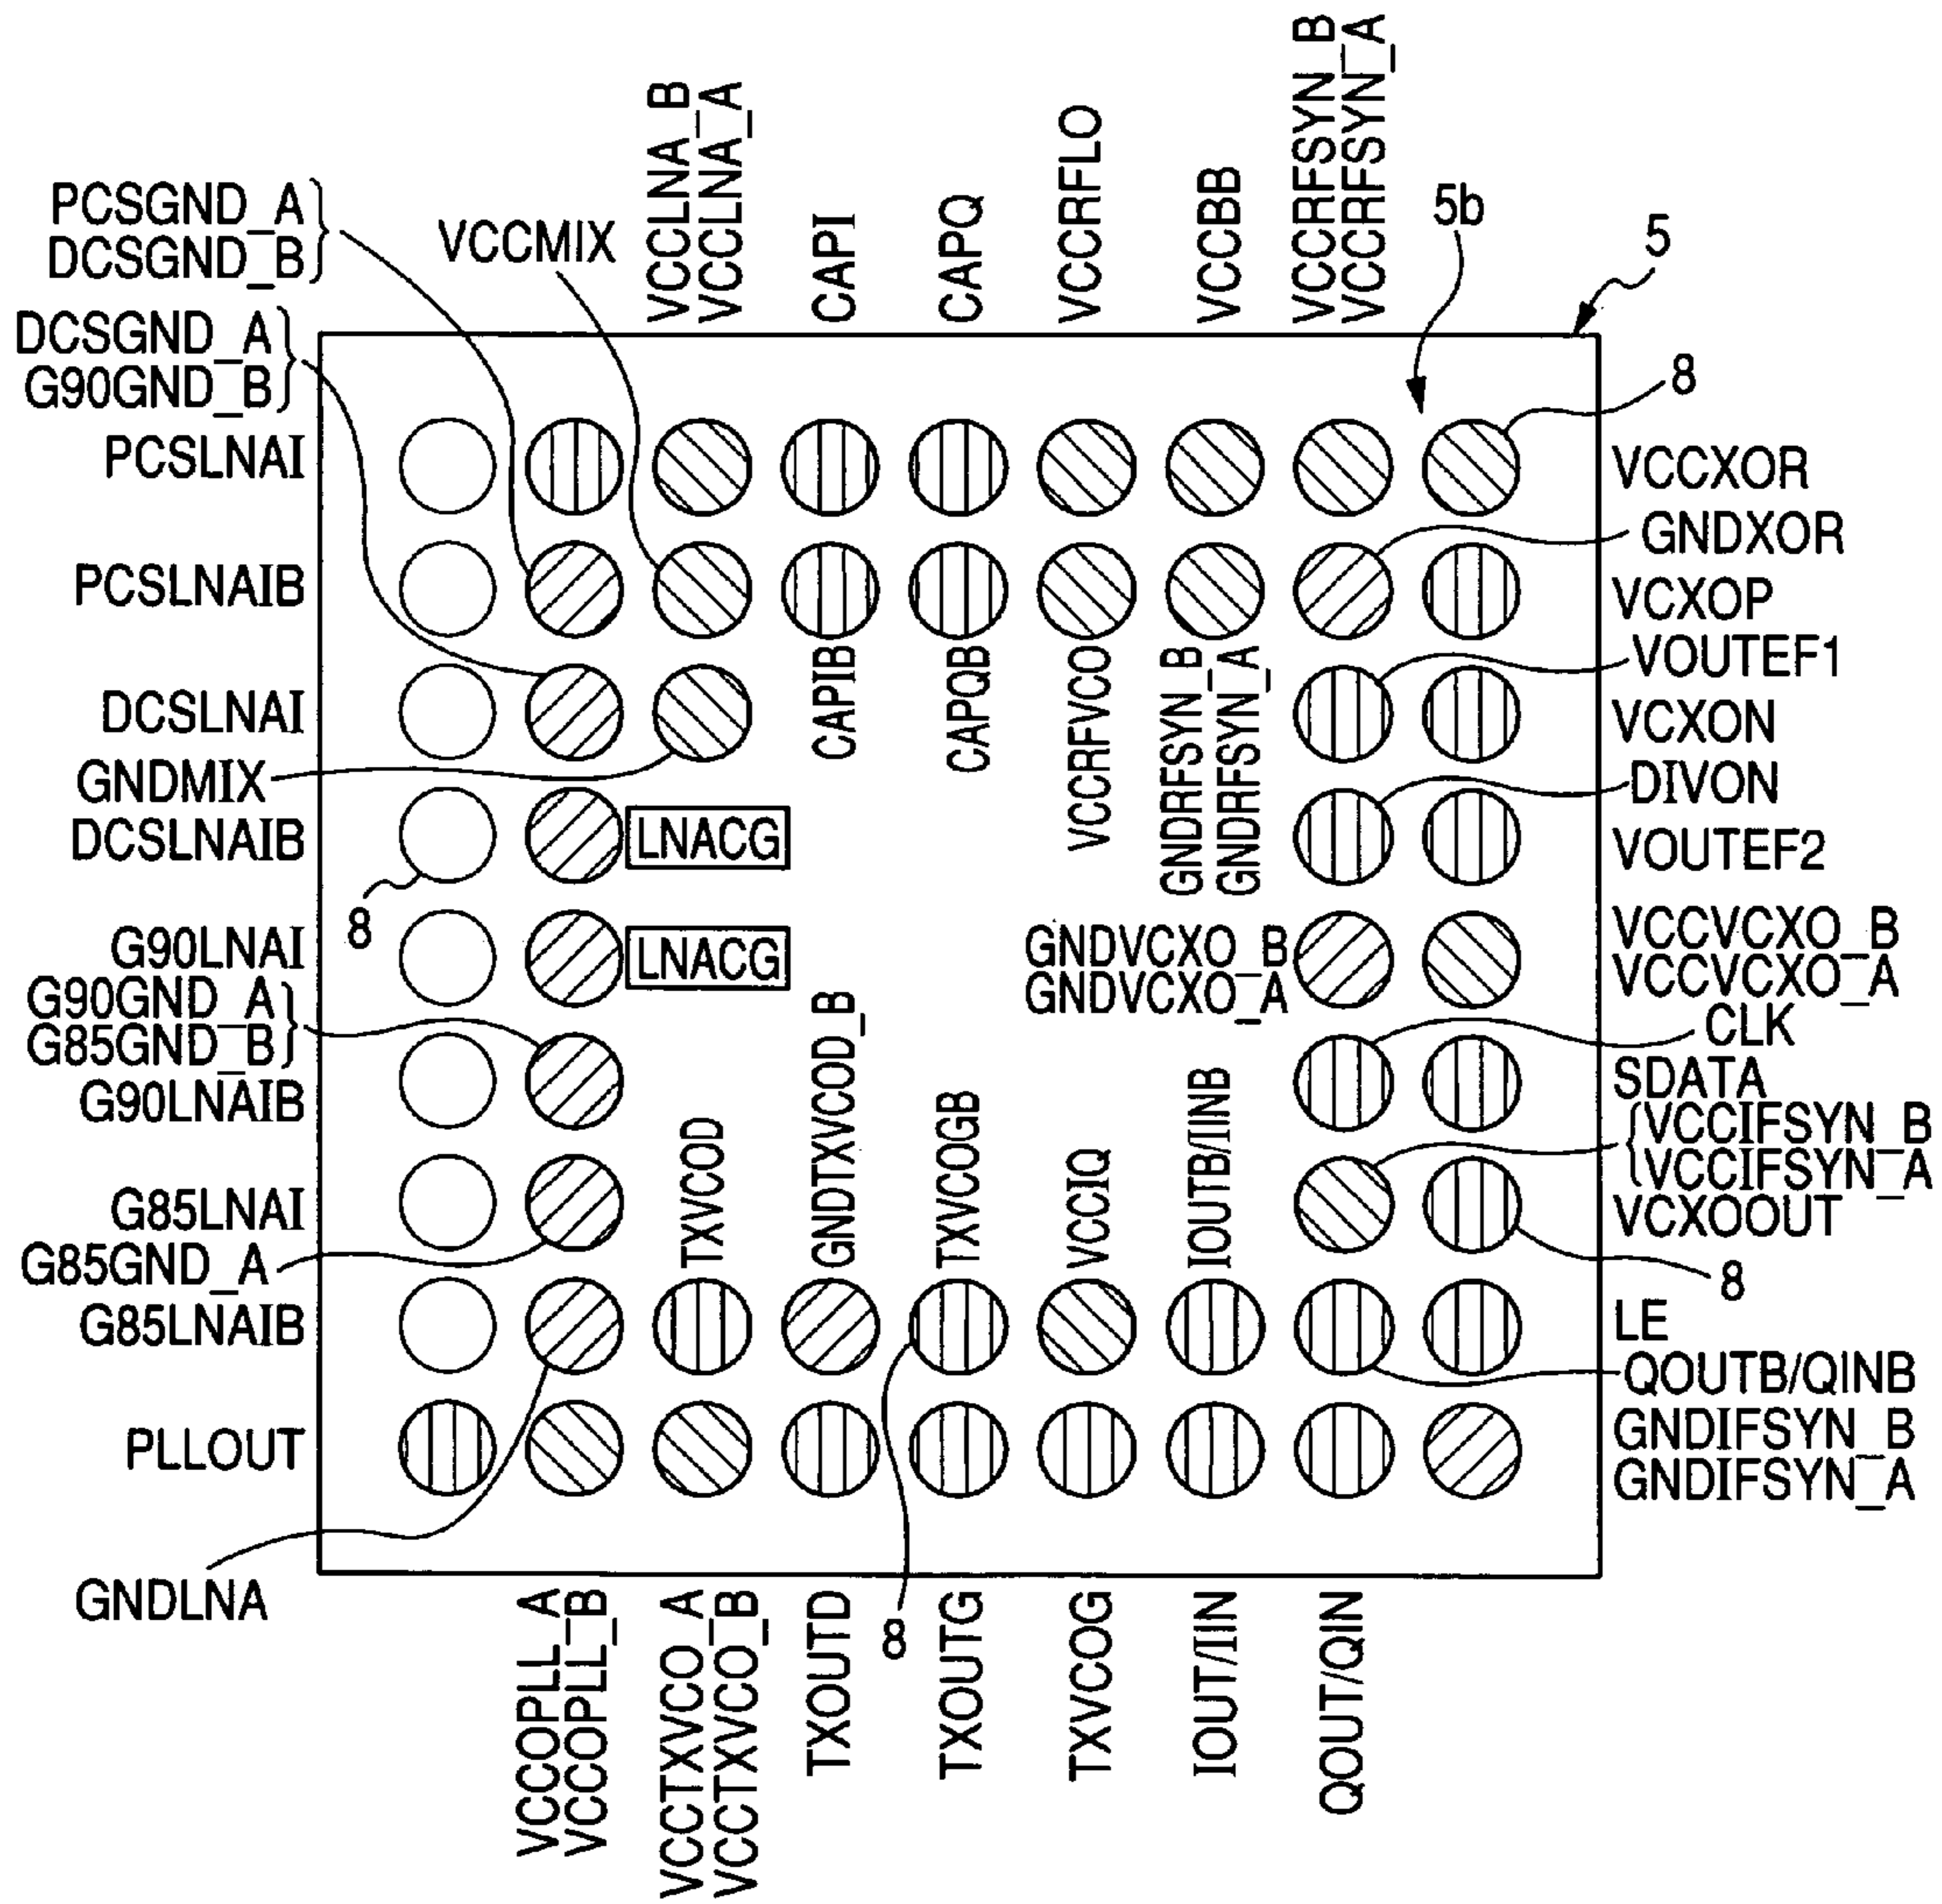 VCCLNA_B
VCCLNA_A
CAPI
CAPQ
VCCRFLO
VCCBB
VCCRFSYN_B
VCCRFSYN_A
PCSGND_A
DCSGND_B
VCCMIX
5b
5
DCSGND_A
G90GND_B
8
PCSLNAI
VCCXOR
GNDXOR
PCSLNAIB
VCXOP
VOUTEF1
CAPIB
CAPQB
VCCRFVCO
GNDRFSYN_B
GNDRFSYN_A
DCSLNAI
VCXON
GNDMIX
DIVON
DCSLNAIB
LNACG
VOUTEF2
8
G90LNAI
LNACG
GNDVCXO_B
GNDVCXO_A
VCCVCXO_B
VCCVCXO_A
G90GND_A
G85GND_B
CLK
G90LNAIB
SDATA
TXVCOD
GNDTXVCOD_B
TXVCOGB
VCCIQ
IOUTB/IINB
VCCIFSYN_B
VCCIFSYN_A
G85LNAI
VCXOOUT
G85GND_A
8
G85LNAIB
LE
QOUTB/QINB
PLLOUT
GNDIFSYN_B
GNDIFSYN_A
GNDLNA
8
VCCOPLL_A
VCCOPLL_B
VCCTXVCO_A
VCCTXVCO_B
TXOUTD
TXOUTG
TXVCOG
IOUT/IIN
QOUT/QIN